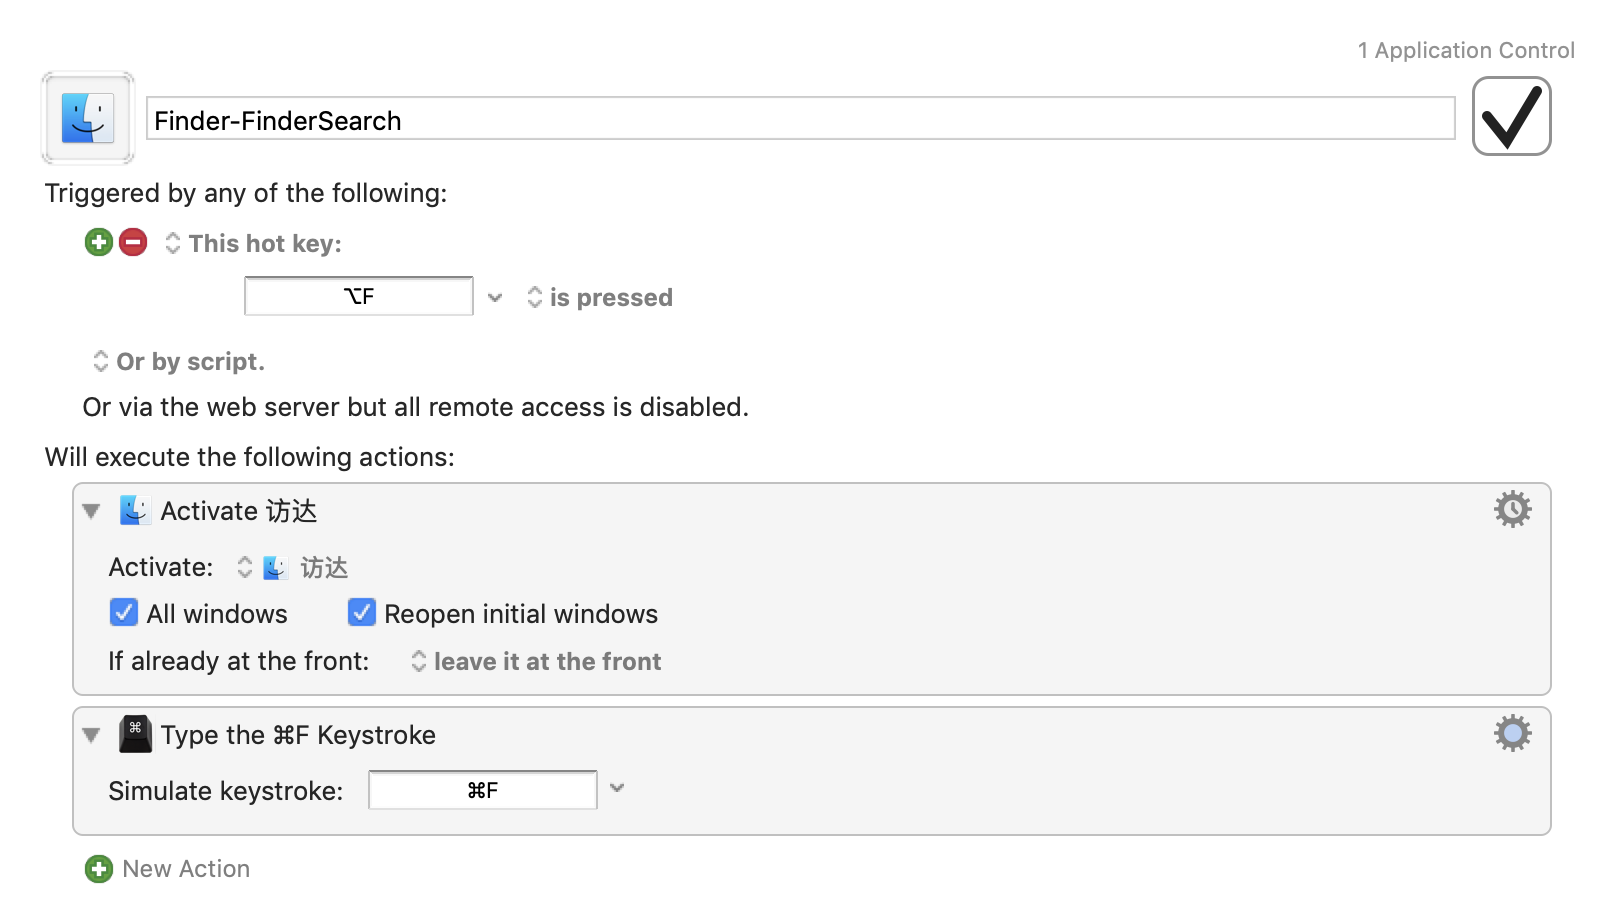 1 Application Control
Finder-FinderSearch
Triggered by any of the following:
This hot key:
⌥F is pressed
Or by script.
Or via the web server but all remote access is disabled.
Will execute the following actions:
Activate 访达
Activate: 访达
All windows Reopen initial windows
If already at the front: leave it at the front
⌘ Type the ⌘F Keystroke
Simulate keystroke: ⌘F
New Action